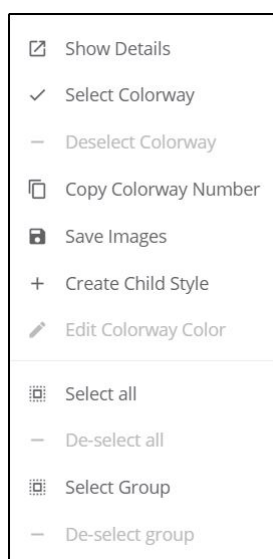 Show Details
Select Colorway
Deselect Colorway
Copy Colorway Number
Save Images
Create Child Style
Edit Colorway Color
Select all
De-select all
Select Group
De-select group